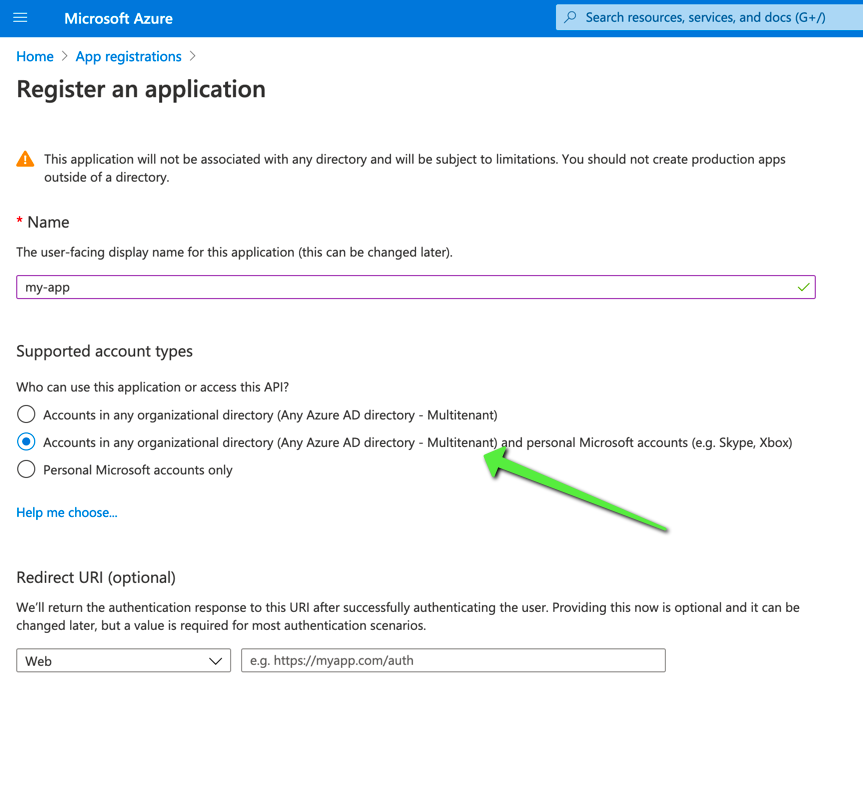 Microsoft Azure
Search resources, services, and docs (G+/)
Home > App registrations >
Register an application
This application will not be associated with any directory and will be subject to limitations. You should not create production apps
outside of a directory.
* Name
The user-facing display name for this application (this can be changed later).
my-app
Supported account types
Who can use this application or access this API?
Accounts in any organizational directory (Any Azure AD directory - Multitenant)
Accounts in any organizational directory (Any Azure AD directory - Multitenant) and personal Microsoft accounts (e.g. Skype, Xbox)
Personal Microsoft accounts only
Help me choose...
Redirect URI (optional)
We'll return the authentication response to this URI after successfully authenticating the user. Providing this now is optional and it can be
changed later, but a value is required for most authentication scenarios.
Web
e.g. https://myapp.com/auth